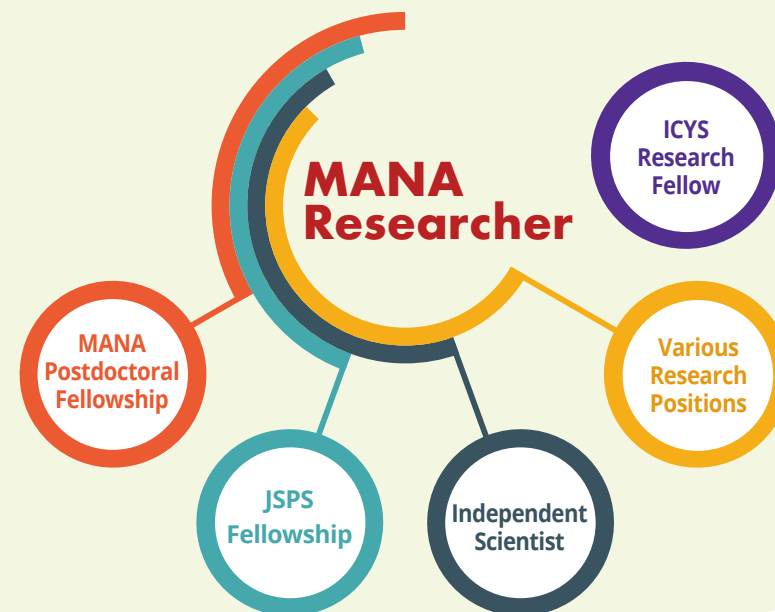 MANA
Researcher
ICYS
Research
Fellow
MANA
Postdoctoral
Fellowship
Various
Research
Positions
JSPS
Fellowship
Independent
Scientist